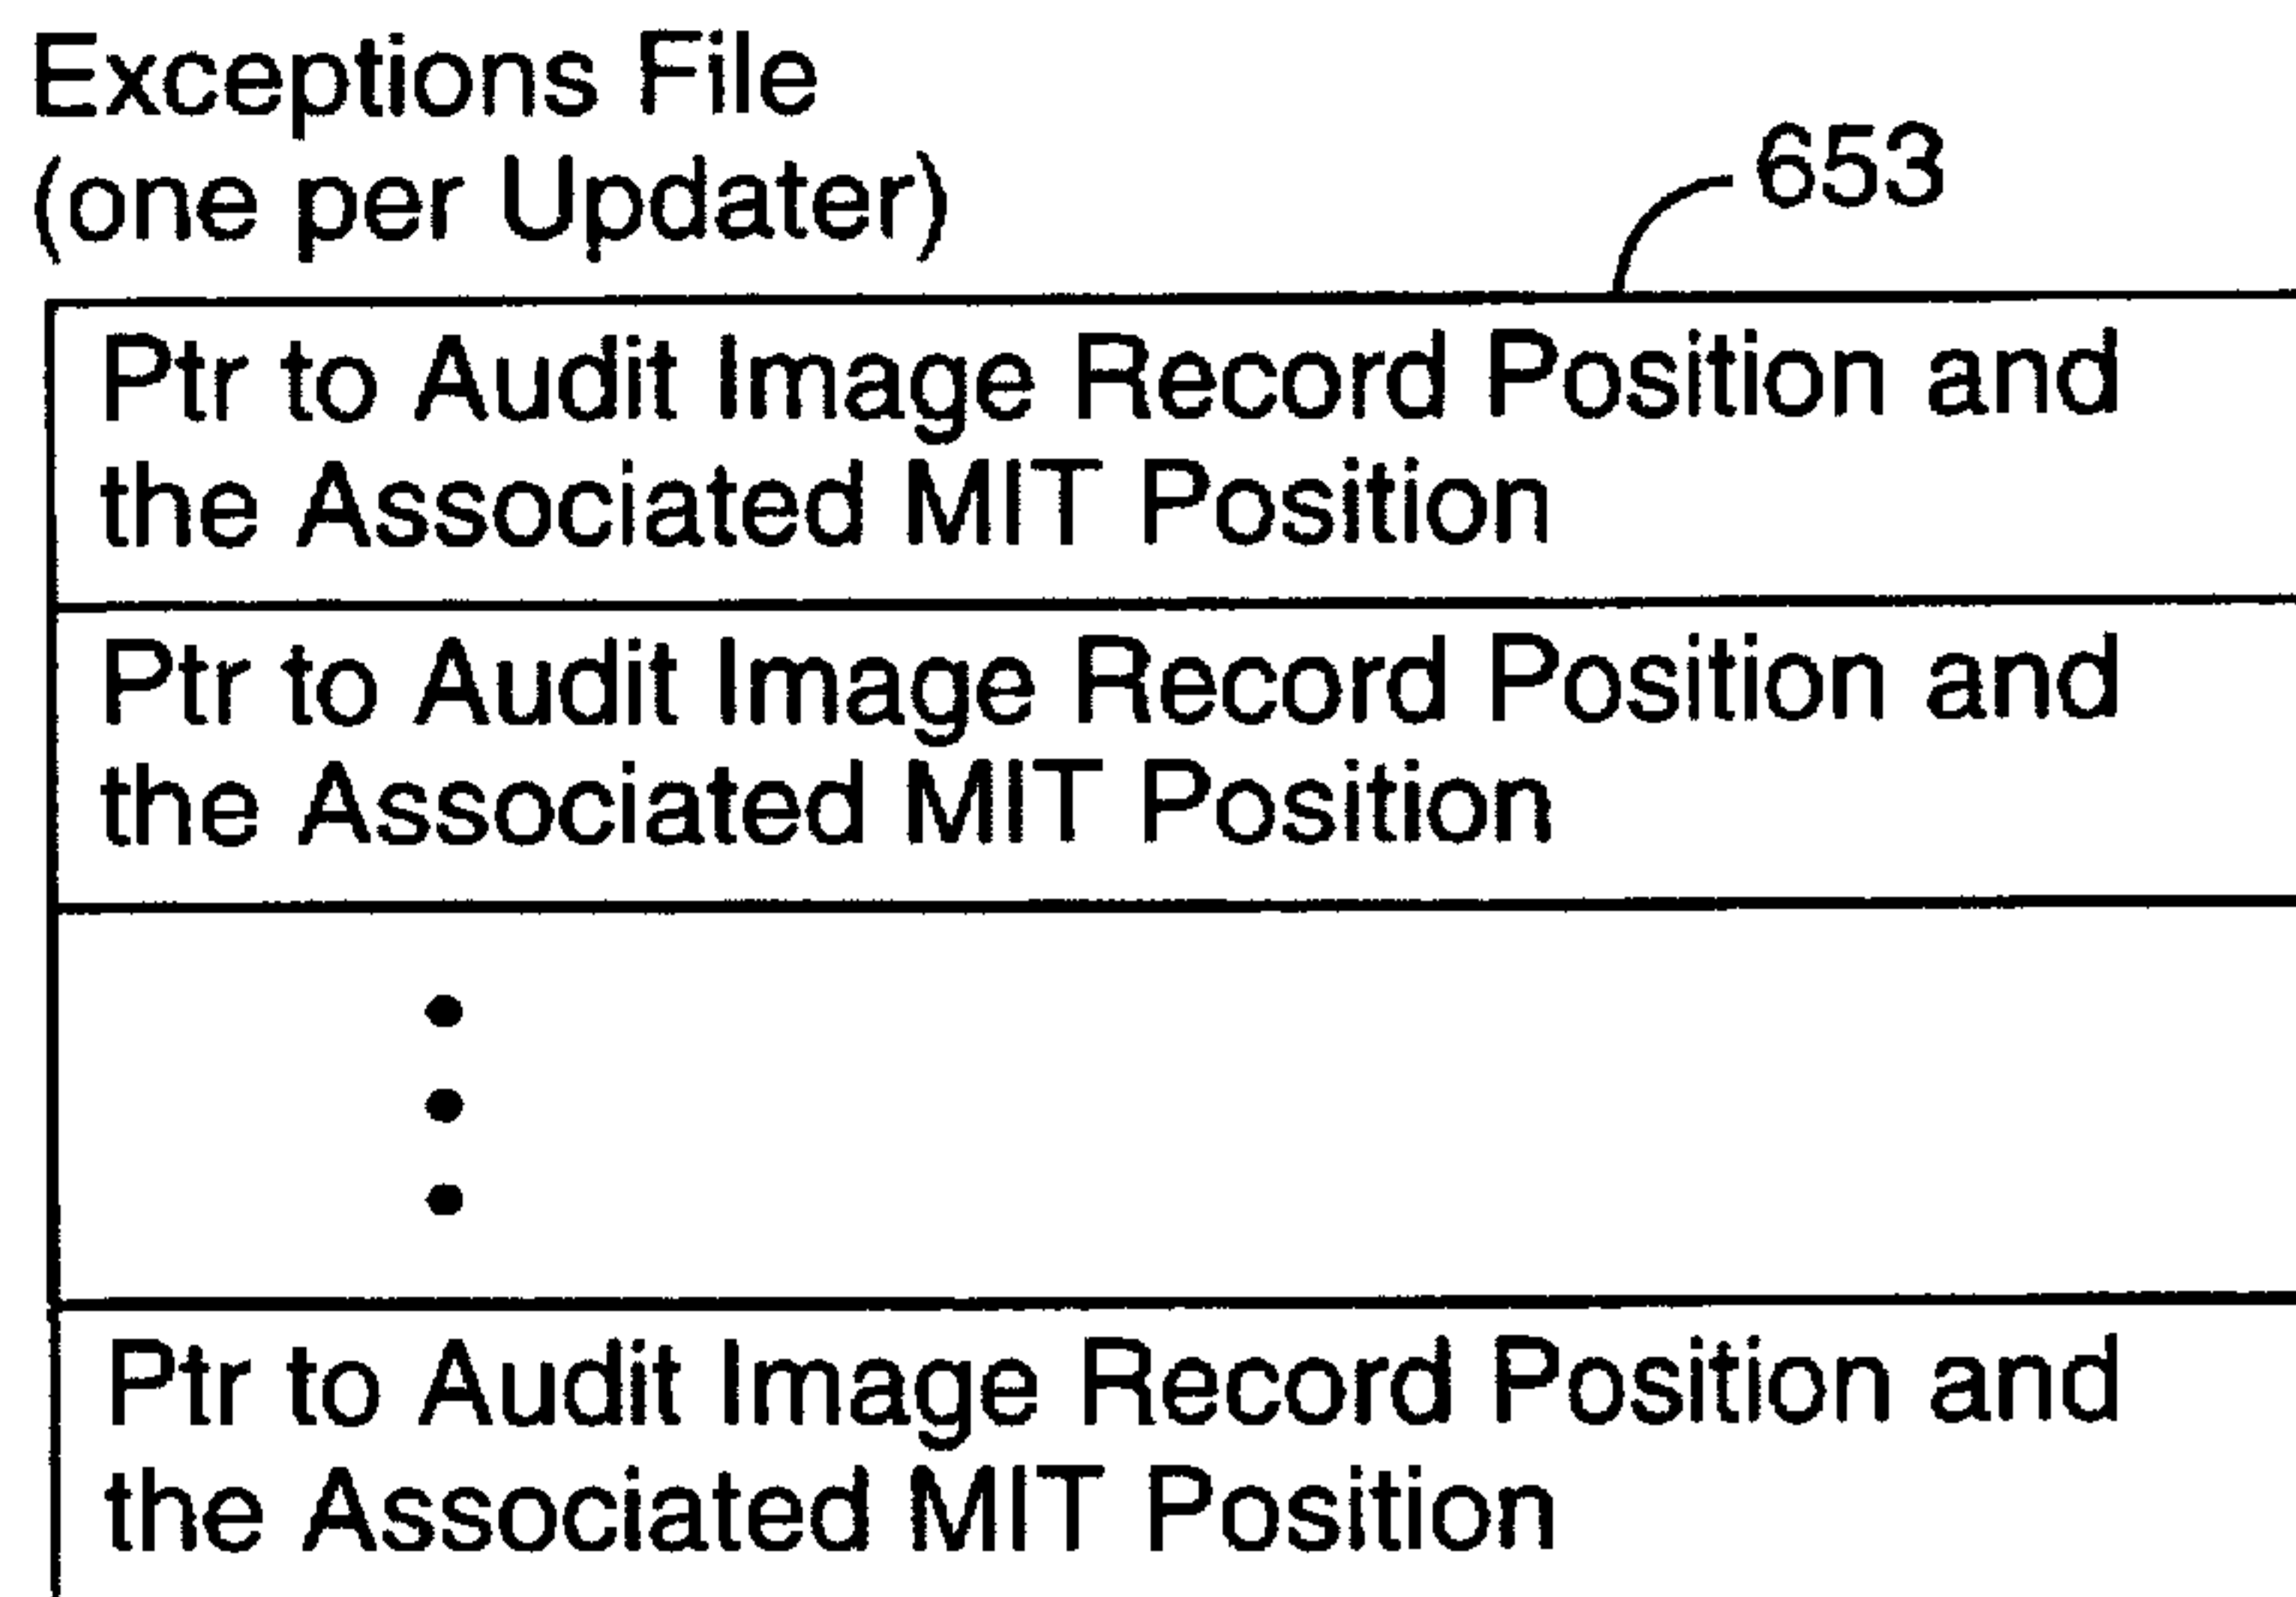 Exceptions File
(one per Updater)
653
Ptr to Audit Image Record Position and
the Associated MIT Position
Ptr to Audit Image Record Position and
the Associated MIT Position
Ptr to Audit Image Record Position and
the Associated MIT Position